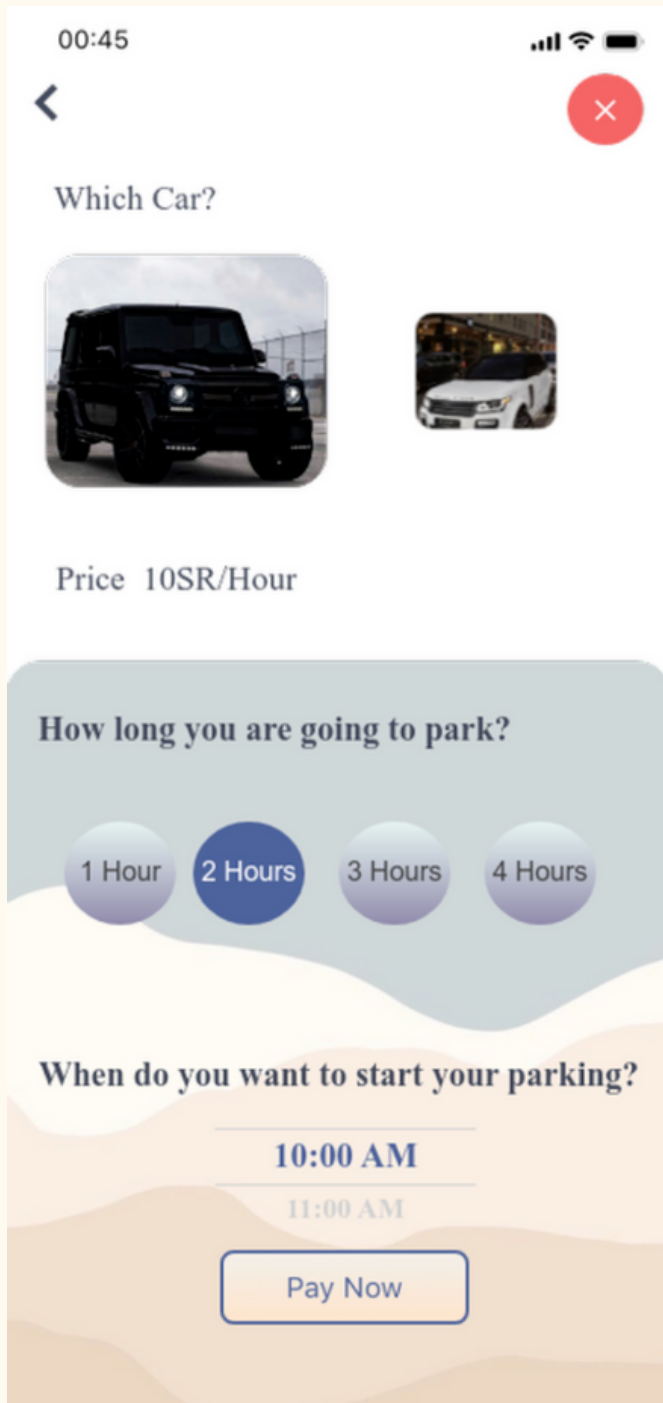 00:45
Which Car?
Price 10SR/Hour
How long you are going to park?
1 Hour 2 Hours 3 Hours 4 Hours
When do you want to start your parking?
10:00 AM
11:00 AM
Pay Now